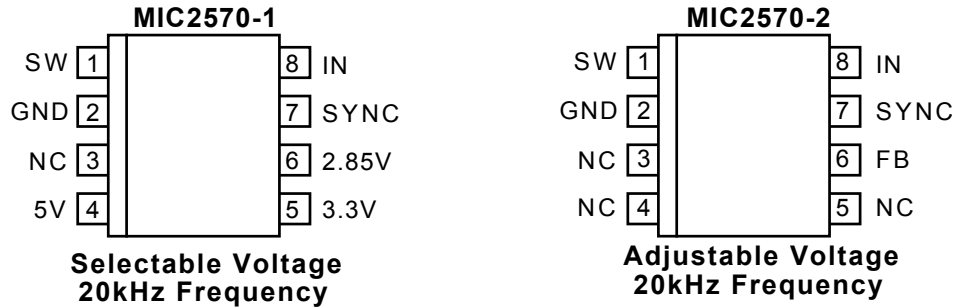 MIC2570-1
SW 1 8 IN
GND 2 7 SYNC
NC 3 6 2.85V
5V 4 5 3.3V
Selectable Voltage
20kHz Frequency
MIC2570-2
SW 1 8 IN
GND 2 7 SYNC
NC 3 6 FB
NC 4 5 NC
Adjustable Voltage
20kHz Frequency